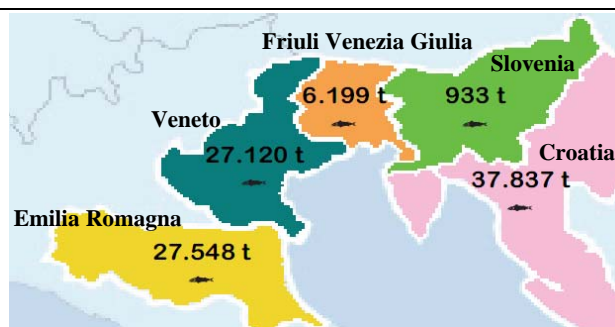 Friuli Venezia Giulia
Slovenia
6.199 t
933 t
Veneto
27.120 t
Croatia
37.837 t
Emilia Romagna
27.548 t